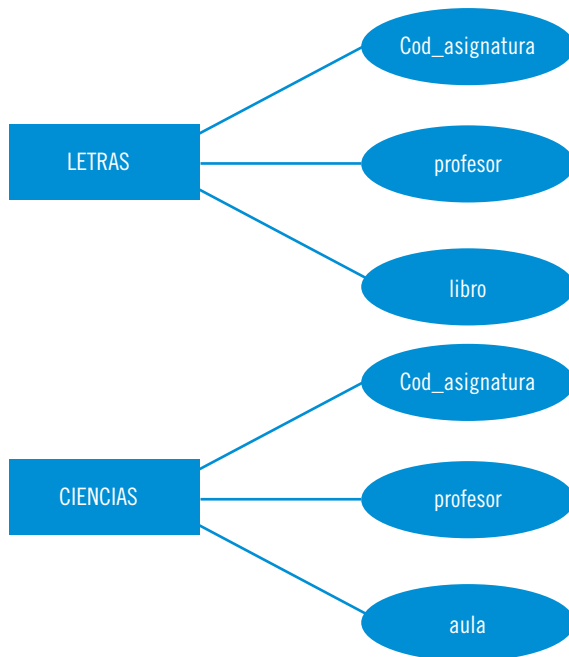 Cod_asignatura
LETRAS
profesor
libro
Cod_asignatura
CIENCIAS
profesor
aula